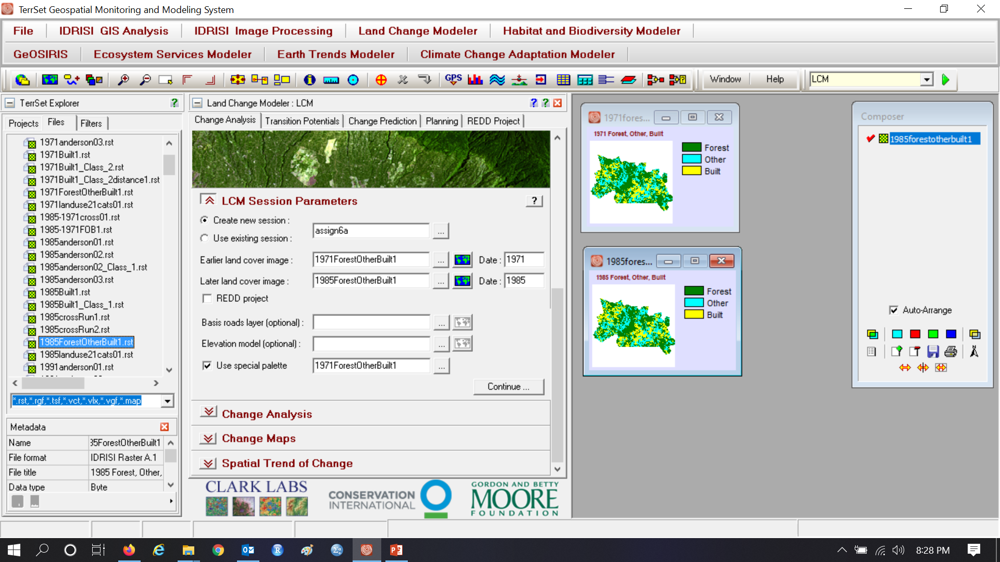 TerrSet Geospatial Monitoring and Modeling System
File IDRISI GIS Analysis IDRISI Image Processing Land Change Modeler Habitat and Biodiversity Modeler
GeOSIRIS Ecosystem Services Modeler Earth Trends Modeler Climate Change Adaptation Modeler
GPS Window Help LCM
TerrSet Explorer ?
Projects Files Filters
1971anderson03.rst
1971Built1.rst
1971Built1_Class_2.rst
1971Built1_Class_2distance1.rst
1971ForestOtherBuilt1.rst
1971landuse21cats01.rst
1985-1971cross01.rst
1985-1971FOB1.rst
1985anderson01.rst
1985anderson02.rst
1985anderson02_Class_1.rst
1985anderson03.rst
1985Built1.rst
1985Built1_Class_1.rst
1985crossRun1.rst
1985crossRun2.rst
1985ForestOtherBuilt1.rst
1985landuse21cats01.rst
1991anderson01.rst
*.rst,*.rgf,*.tsf,*.vct,*.vlx,*.vgf,*.map
Metadata
Name 35ForestOtherBuilt1
File format IDRISI Raster A.1
File title 1985 Forest, Other,
Data type Byte
Land Change Modeler : LCM ? ?
Change Analysis Transition Potentials Change Prediction Planning REDD Project
LCM Session Parameters ?
Create new session :
assign6a ...
Use existing session :
Earlier land cover image : 1971ForestOtherBuilt1 ... Date : 1971
Later land cover image : 1985ForestOtherBuilt1 ... Date : 1985
REDD project
Basis roads layer (optional) : ...
Elevation model (optional) : ...
Use special palette 1971ForestOtherBuilt1 ...
Continue ...
Change Analysis
Change Maps
Spatial Trend of Change
CLARK LABS
CONSERVATION
INTERNATIONAL
GORDON AND BETTY
MOORE
FOUNDATION
1971fores...
1971 Forest, Other, Built
Forest
Other
Built
1985fores...
1985 Forest, Other, Built
Forest
Other
Built
Composer
1985forestotherbuilt1
Auto-Arrange
8:28 PM